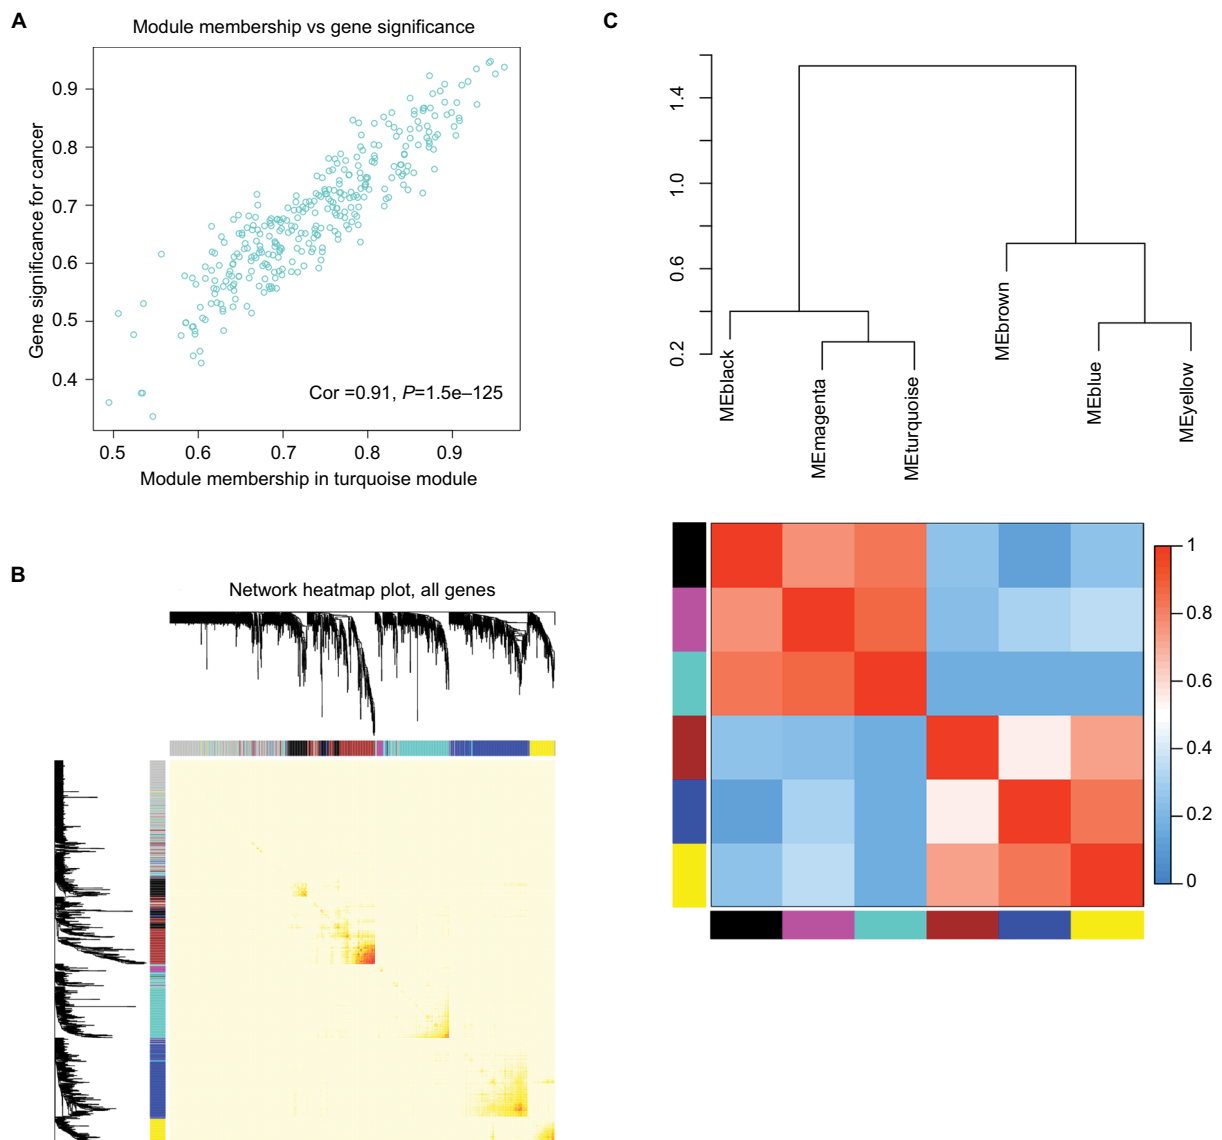 A
Module membership vs gene significance
Gene significance for cancer
0.9
0.8
0.7
0.6
0.5
0.4
Cor =0.91, P=1.5e–125
0.5 0.6 0.7 0.8 0.9
Module membership in turquoise module
B
Network heatmap plot, all genes
C
1.4
1.0
0.6
0.2
MEblack
MEmagenta
MEturquoise
MEbrown
MEblue
MEyellow
1
0.8
0.6
0.4
0.2
0